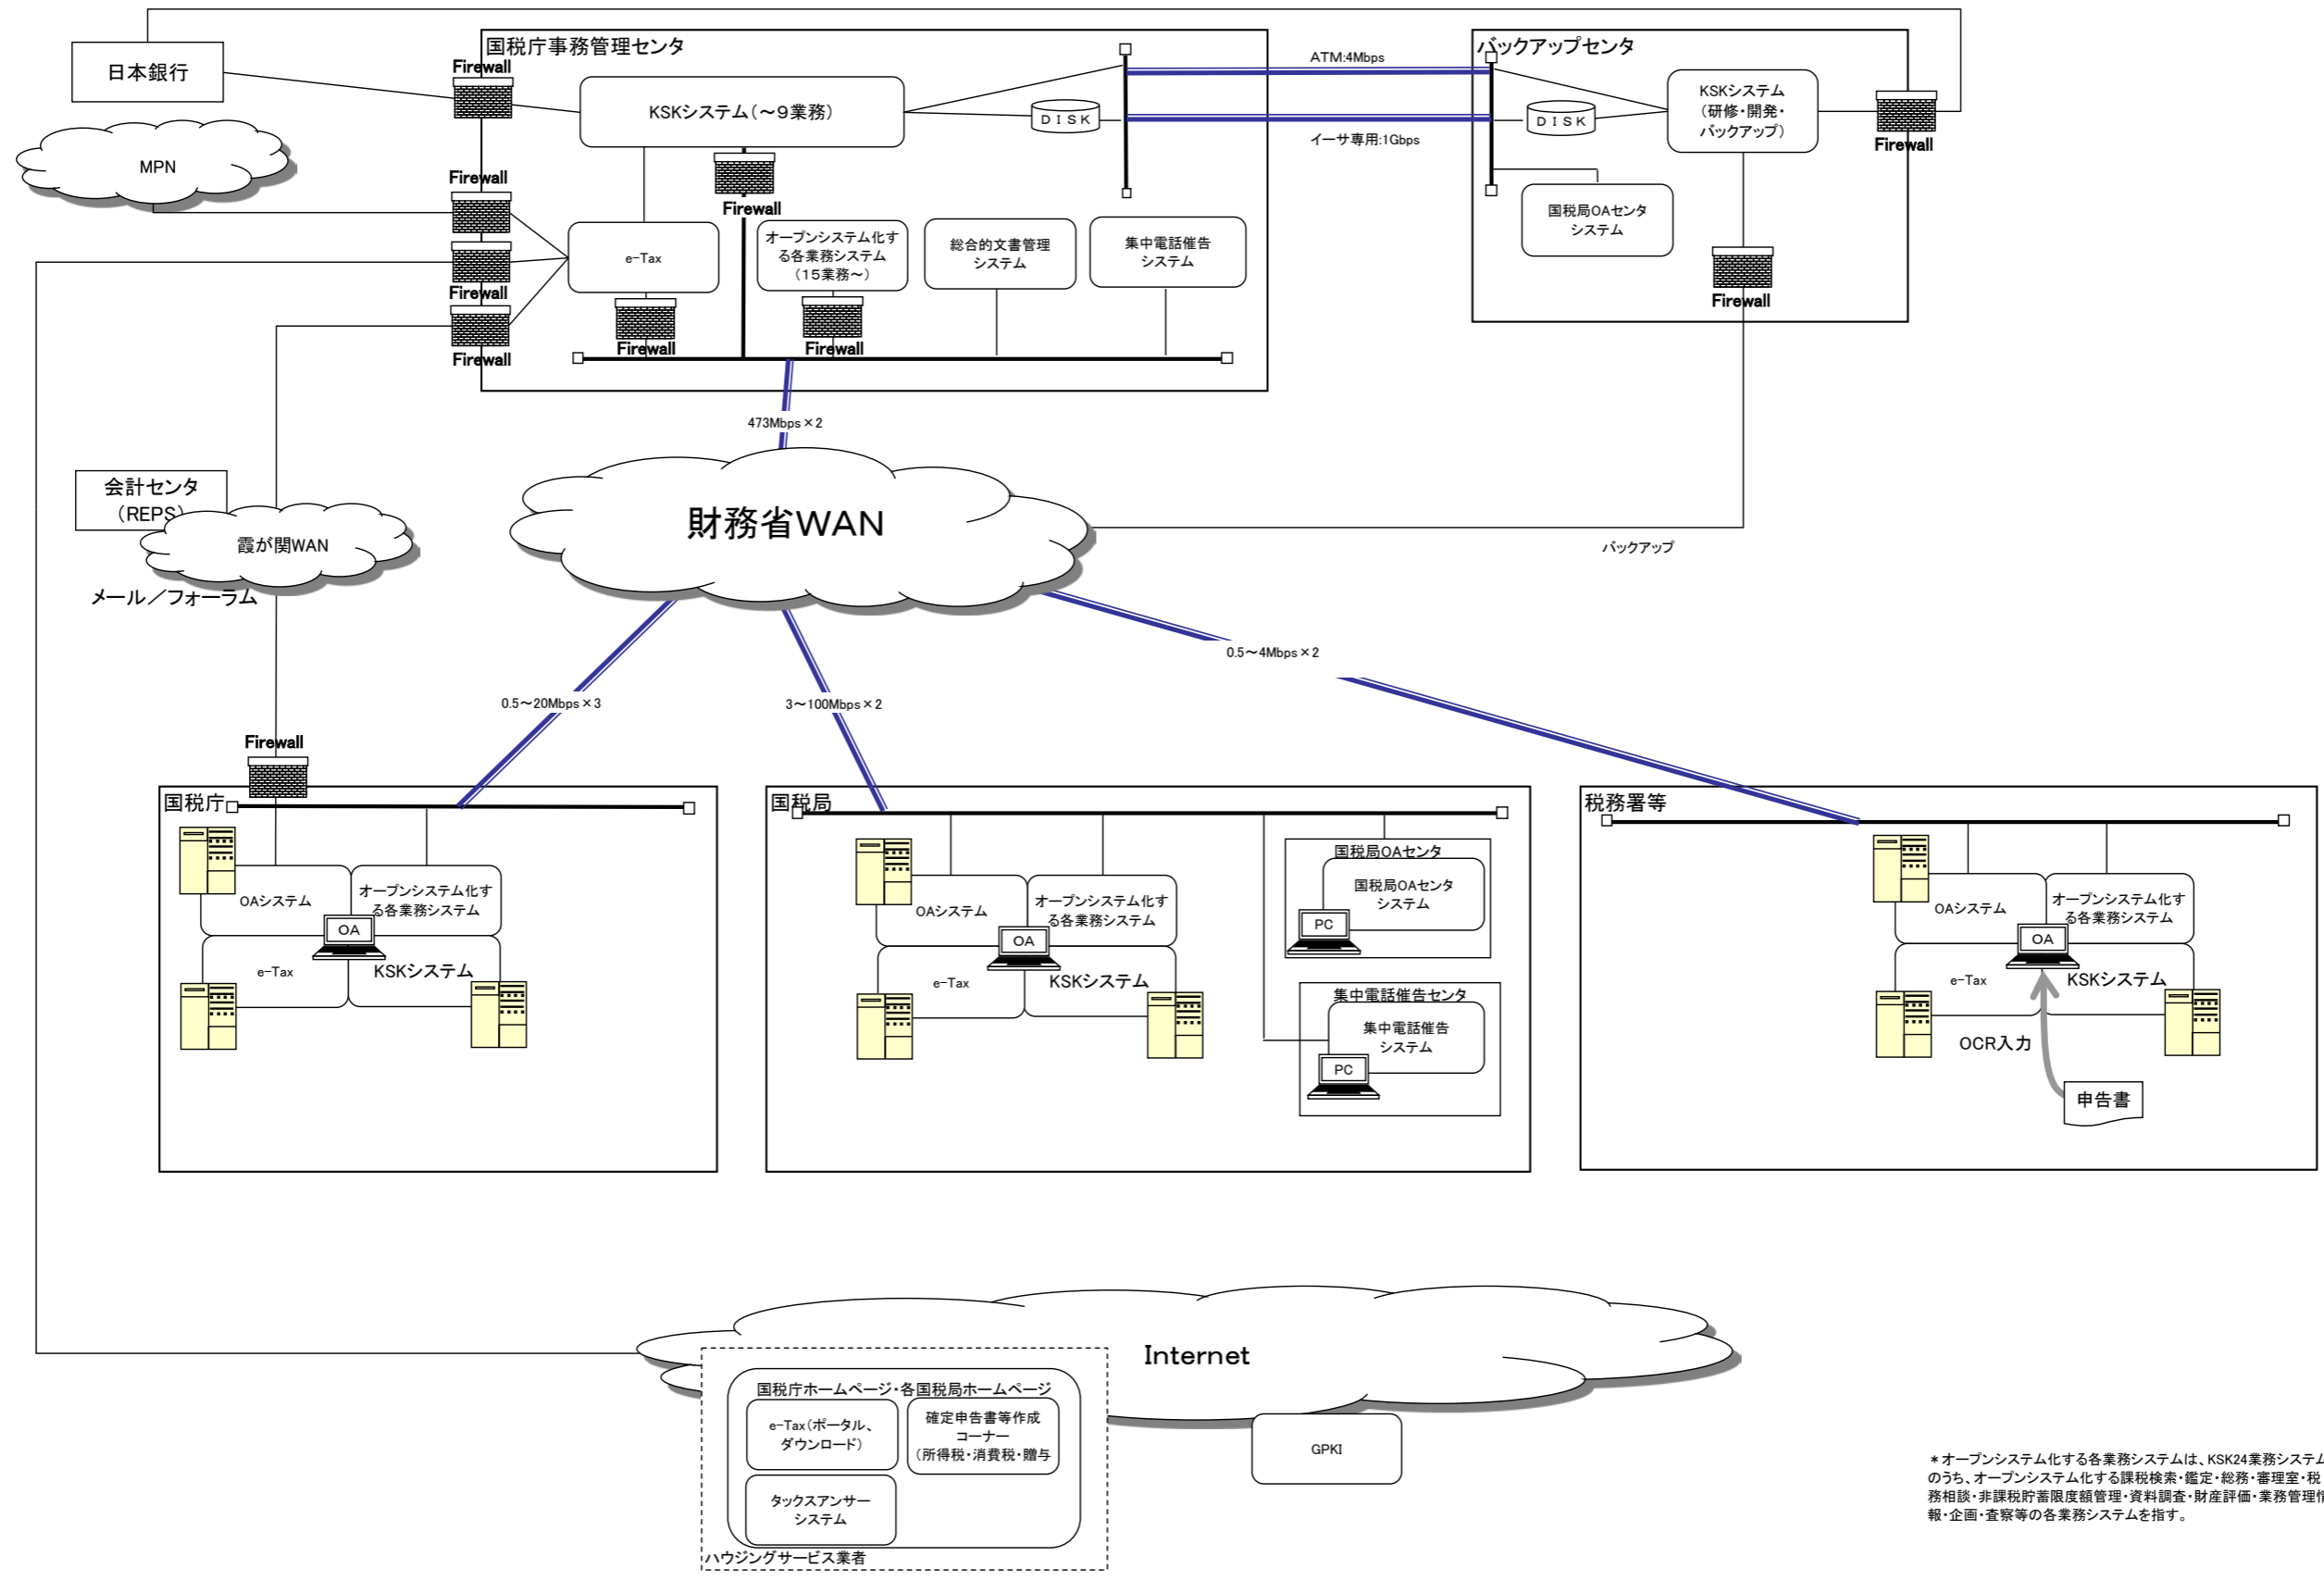 国税庁事務管理センタ
バックアップセンタ
日本銀行
Firewall
KSKシステム(～9業務)
ATM:4Mbps
ＤＩＳＫ
イーサ専用:1Gbps
ＤＩＳＫ
KSKシステム
(研修・開発・
バックアップ)
Firewall
MPN
Firewall
Firewall
e-Tax
オープンシステム化す
る各業務システム
(15業務～)
総合的文書管理
システム
集中電話催告
システム
国税局OAセンタ
システム
Firewall
Firewall
Firewall
Firewall
Firewall
473Mbps×2
会計センタ
(REPS)
霞が関WAN
メール／フォーラム
財務省WAN
バックアップ
0.5～20Mbps×3
3～100Mbps×2
0.5～4Mbps×2
Firewall
国税庁
OAシステム
オープンシステム化す
る各業務システム
OA
e-Tax
KSKシステム
国税局
OAシステム
オープンシステム化す
る各業務システム
OA
e-Tax
KSKシステム
国税局OAセンタ
国税局OAセンタ
システム
PC
集中電話催告センタ
集中電話催告
システム
PC
税務署等
OAシステム
オープンシステム化す
る各業務システム
OA
e-Tax
KSKシステム
OCR入力
申告書
Internet
国税庁ホームページ・各国税局ホームページ
e-Tax(ポータル、
ダウンロード)
確定申告書等作成
コーナー
(所得税・消費税・贈与
タックスアンサー
システム
ハウジングサービス業者
GPKI
＊オープンシステム化する各業務システムは、KSK24業務システム
のうち、オープンシステム化する課税検索・鑑定・総務・審理室・税
務相談・非課税貯蓄限度額管理・資料調査・財産評価・業務管理情
報・企画・査察等の各業務システムを指す。